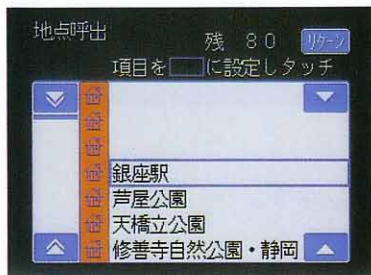 地点呼出
残 80 リターン
項目を に設定しタッチ
銀座駅
芦屋公園
天橋立公園
修善寺自然公園・静岡